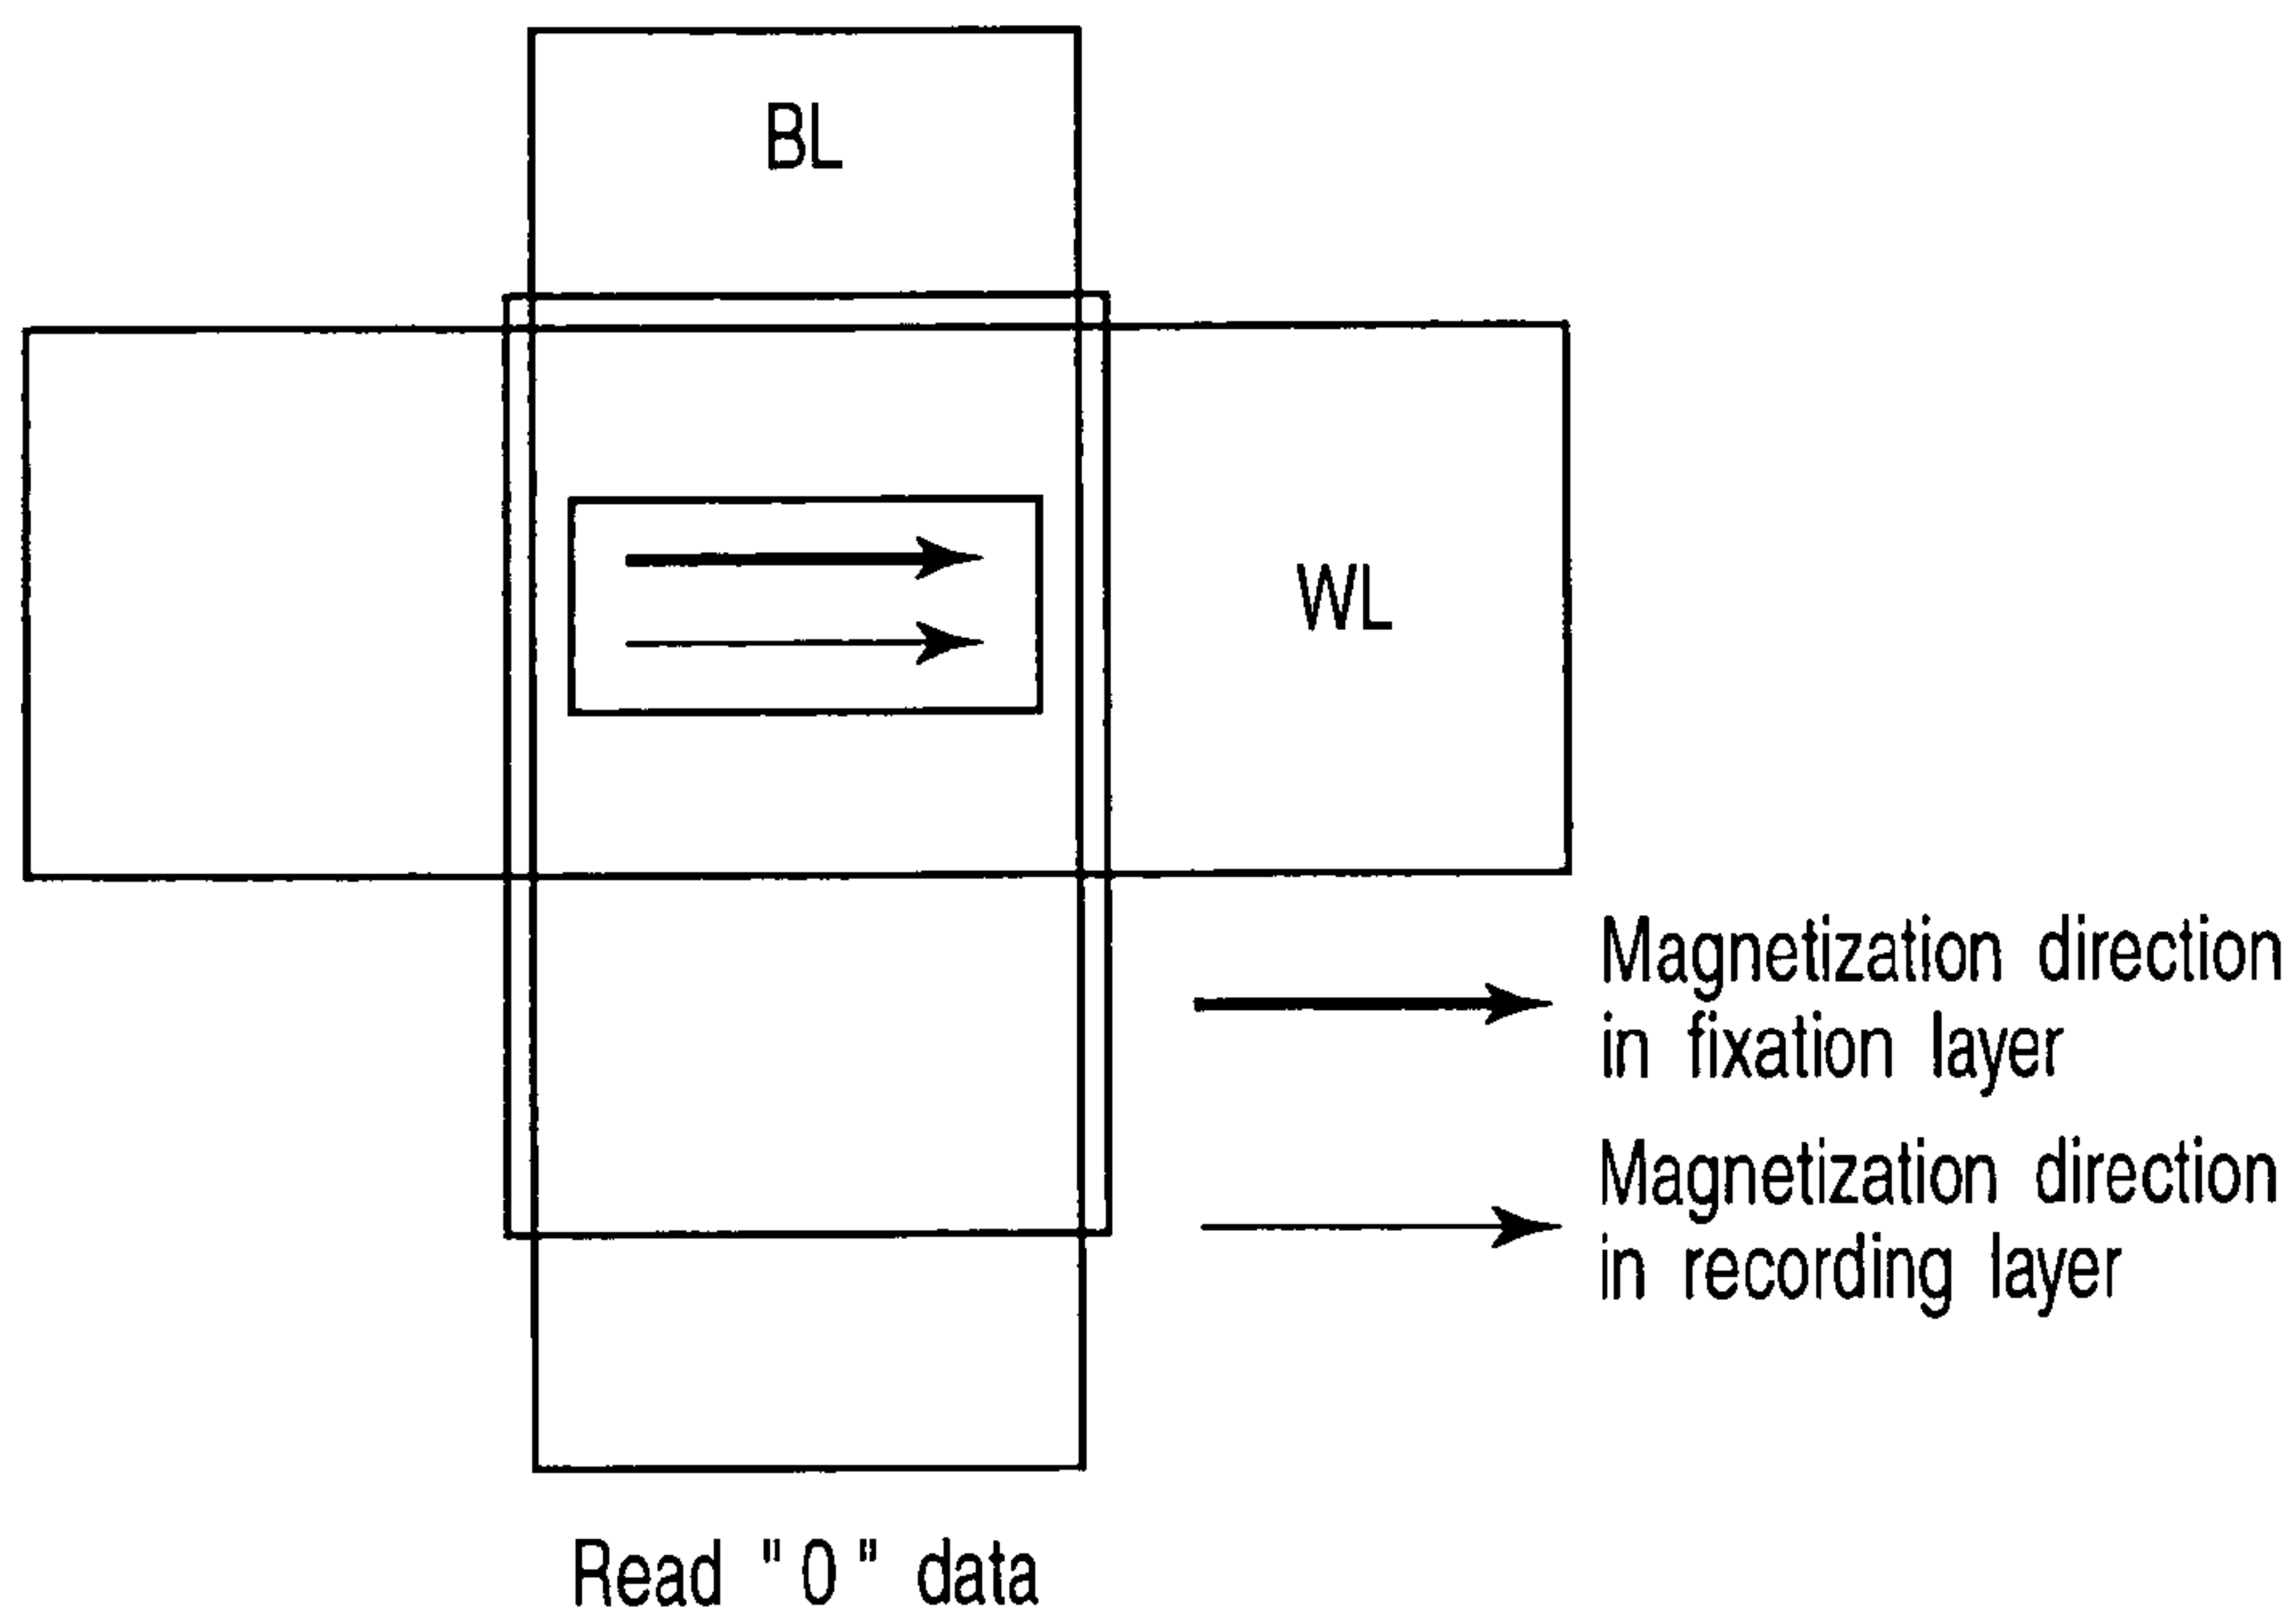 BL
WL
Magnetization direction
in fixation layer
Magnetization direction
in recording layer
Read "0" data